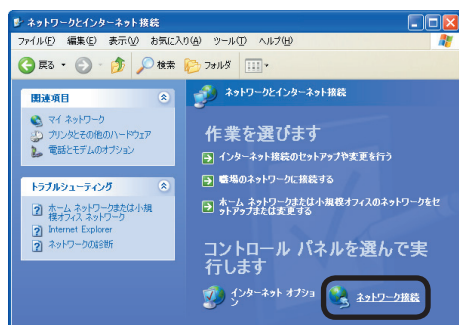 ネットワークとインターネット接続
ファイル(F) 編集(E) 表示(V) お気に入り(A) ツール(T) ヘルプ(H)
戻る 検索 フォルダ
関連項目
マイ ネットワーク
プリンタとその他のハードウェア
電話とモデムのオプション
トラブルシューティング
ホーム ネットワークまたは小規
模オフィス ネットワーク
Internet Explorer
ネットワークの診断
ネットワークとインターネット接続
作業を選びます
インターネット接続のセットアップや変更を行う
職場のネットワークに接続する
ホーム ネットワークまたは小規模オフィスのネットワークをセ
ットアップまたは変更する
コントロール パネルを選んで実
行します
インターネット オプショ
ン
ネットワーク接続